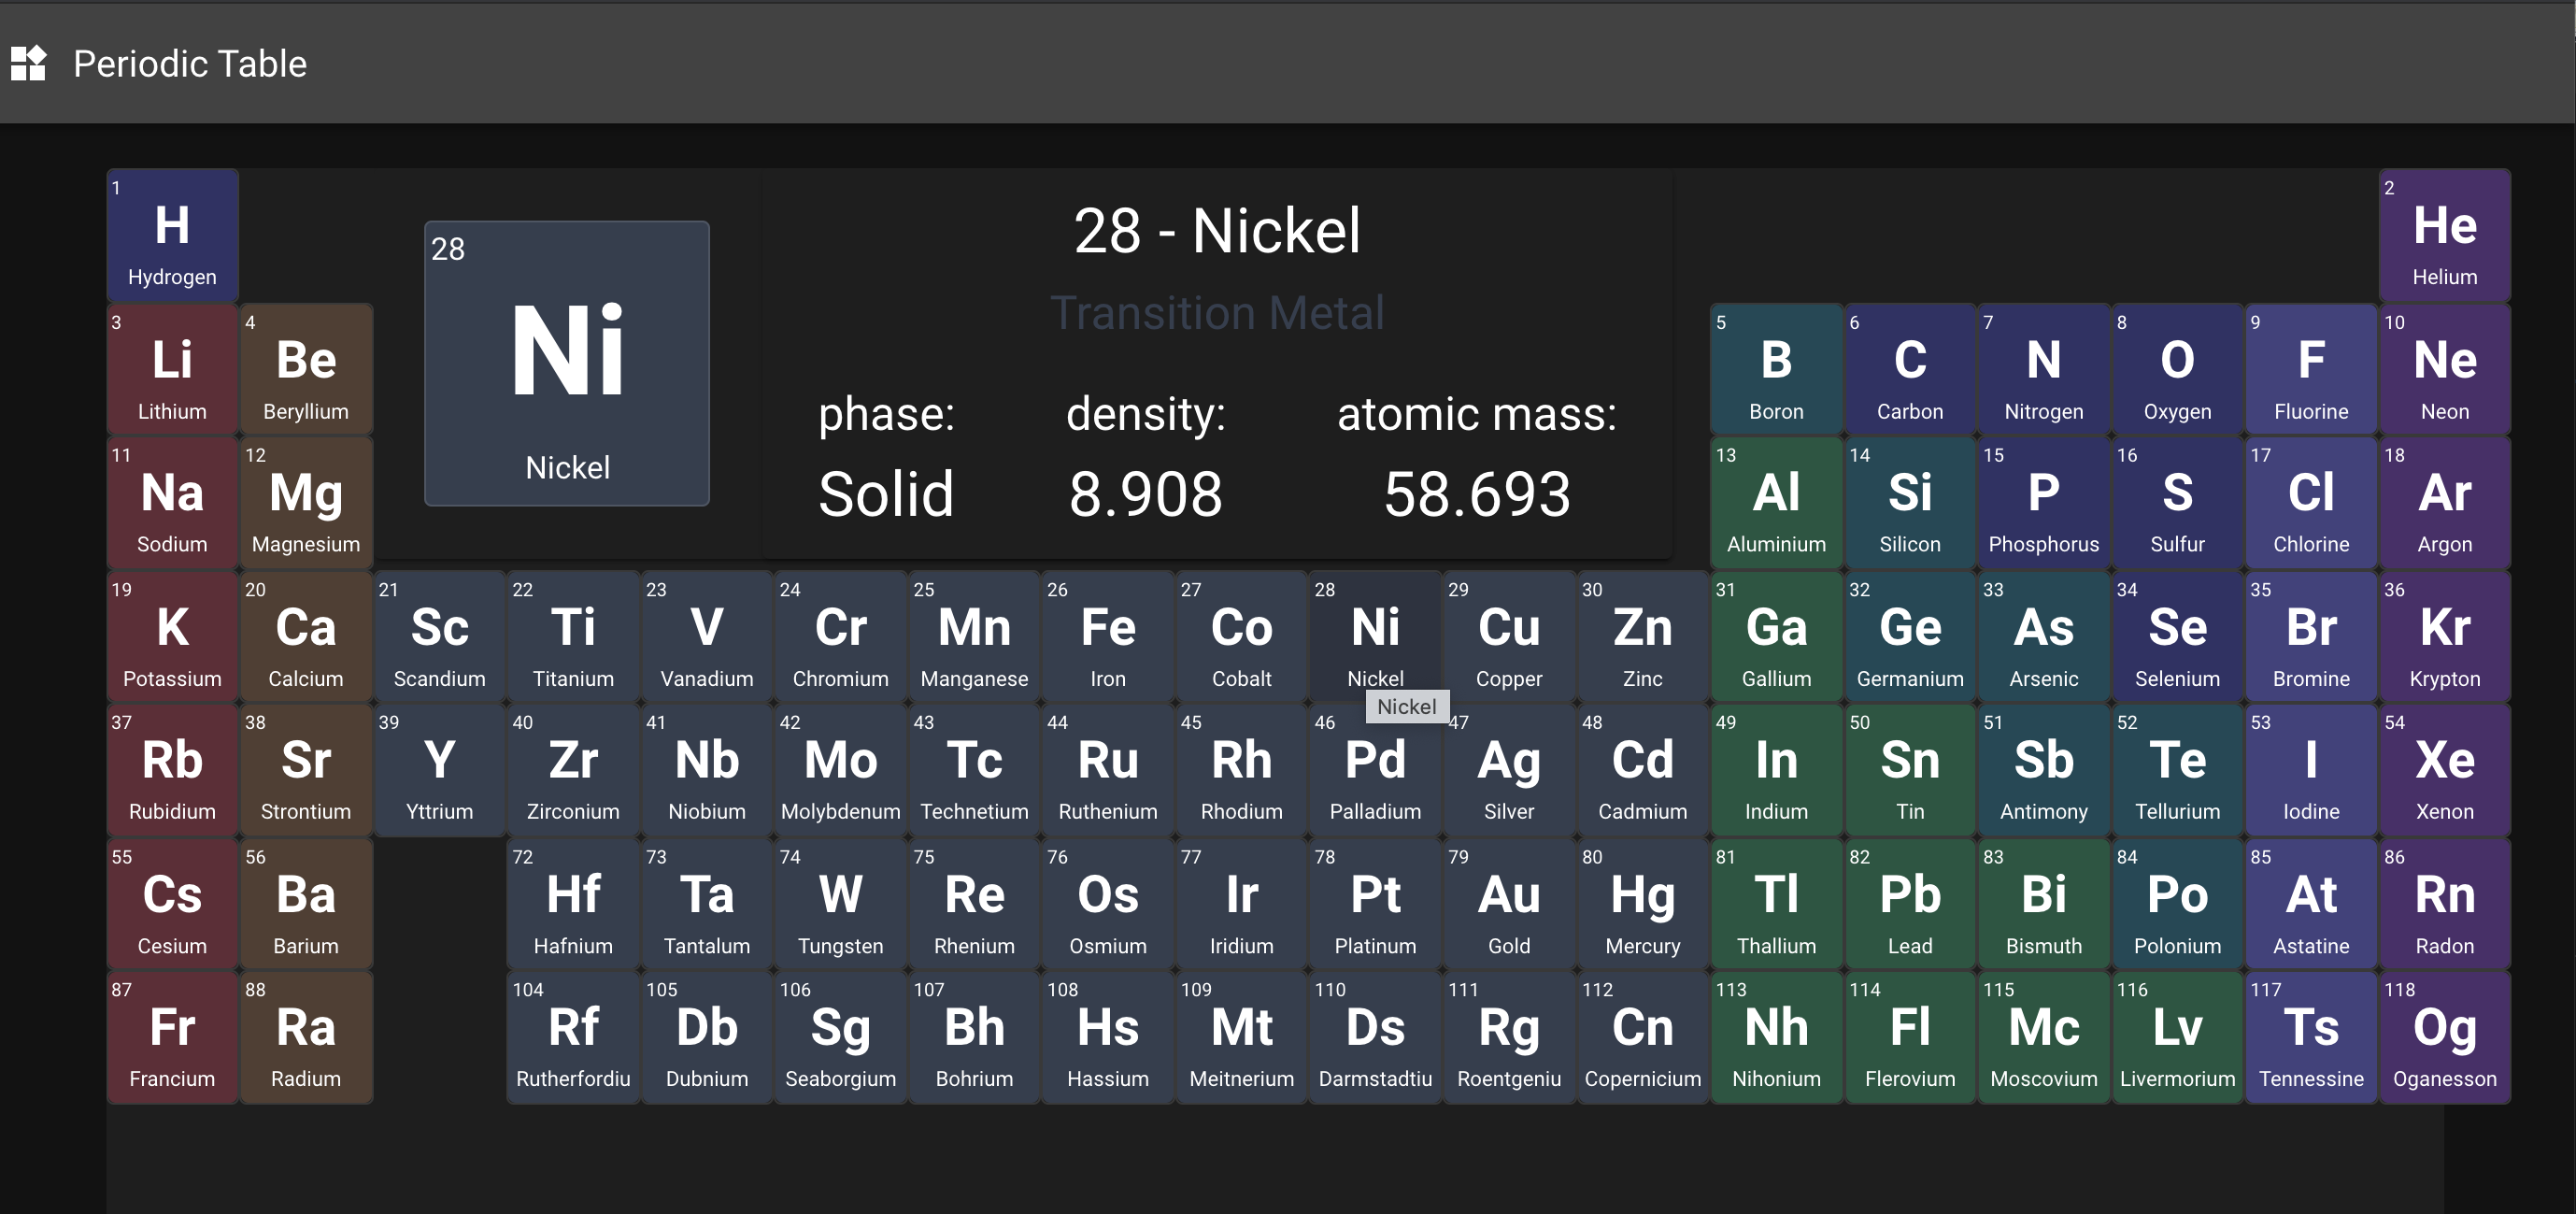 Periodic Table
1 2
H He
Hydrogen Helium
28
Ni
Nickel
28 - Nickel
Transition Metal
phase: density: atomic mass:
Solid 8.908 58.693
3 4 5 6 7 8 9 10
Li Be B C N O F Ne
Lithium Beryllium Boron Carbon Nitrogen Oxygen Fluorine Neon
11 12 13 14 15 16 17 18
Na Mg Al Si P S Cl Ar
Sodium Magnesium Aluminium Silicon Phosphorus Sulfur Chlorine Argon
19 20 21 22 23 24 25 26 27 28 29 30 31 32 33 34 35 36
K Ca Sc Ti V Cr Mn Fe Co Ni Cu Zn Ga Ge As Se Br Kr
Potassium Calcium Scandium Titanium Vanadium Chromium Manganese Iron Cobalt Nickel Copper Zinc Gallium Germanium Arsenic Selenium Bromine Krypton
Nickel
37 38 39 40 41 42 43 44 45 46 47 48 49 50 51 52 53 54
Rb Sr Y Zr Nb Mo Tc Ru Rh Pd Ag Cd In Sn Sb Te I Xe
Rubidium Strontium Yttrium Zirconium Niobium Molybdenum Technetium Ruthenium Rhodium Palladium Silver Cadmium Indium Tin Antimony Tellurium Iodine Xenon
55 56 72 73 74 75 76 77 78 79 80 81 82 83 84 85 86
Cs Ba Hf Ta W Re Os Ir Pt Au Hg Tl Pb Bi Po At Rn
Cesium Barium Hafnium Tantalum Tungsten Rhenium Osmium Iridium Platinum Gold Mercury Thallium Lead Bismuth Polonium Astatine Radon
87 88 104 105 106 107 108 109 110 111 112 113 114 115 116 117 118
Fr Ra Rf Db Sg Bh Hs Mt Ds Rg Cn Nh Fl Mc Lv Ts Og
Francium Radium Rutherfordiu Dubnium Seaborgium Bohrium Hassium Meitnerium Darmstadtiu Roentgeniu Copernicium Nihonium Flerovium Moscovium Livermorium Tennessine Oganesson